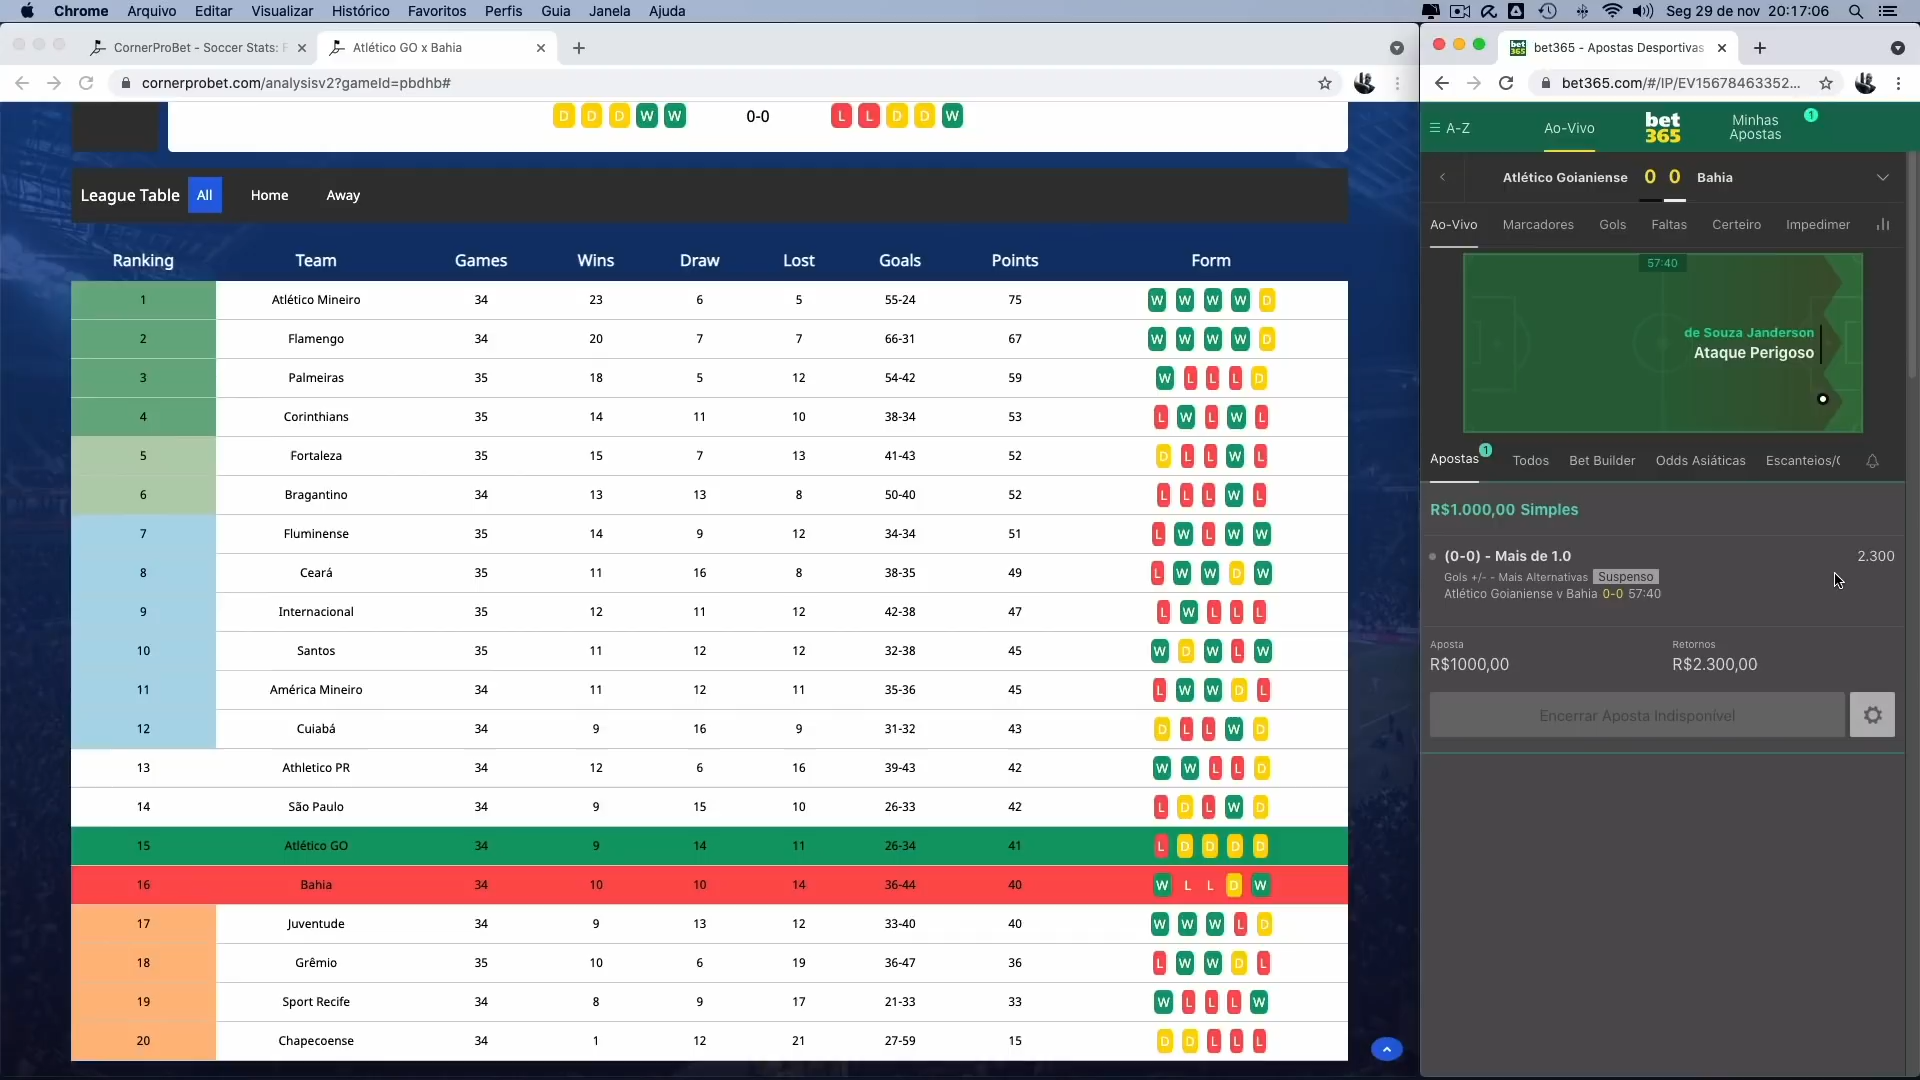 Chrome Arquivo Editar Visualizar Histórico Favoritos Perfis Guia Janela Ajuda Seg 29 de nov 20:17:06
CornerProBet - Soccer Stats: F
Atlético GO x Bahia
cornerprobet.com/analysisv2?gameId=pbdhb#
D D D W W 0-0 L L D D W
League Table All Home Away
Ranking Team Games Wins Draw Lost Goals Points Form
1 Atlético Mineiro 34 23 6 5 55-24 75 W W W W D
2 Flamengo 34 20 7 7 66-31 67 W W W W D
3 Palmeiras 35 18 5 12 54-42 59 W L L L D
4 Corinthians 35 14 11 10 38-34 53 L W L W L
5 Fortaleza 35 15 7 13 41-43 52 D L L W L
6 Bragantino 34 13 13 8 50-40 52 L L L W L
7 Fluminense 35 14 9 12 34-34 51 L W L W W
8 Ceará 35 11 16 8 38-35 49 L W W D W
9 Internacional 35 12 11 12 42-38 47 L W L L L
10 Santos 35 11 12 12 32-38 45 W D W L W
11 América Mineiro 34 11 12 11 35-36 45 L W W D L
12 Cuiabá 34 9 16 9 31-32 43 D L L W D
13 Athletico PR 34 12 6 16 39-43 42 W W L L D
14 São Paulo 34 9 15 10 26-33 42 L D L W D
15 Atlético GO 34 9 14 11 26-34 41 L D D D D
16 Bahia 34 10 10 14 36-44 40 W L L D W
17 Juventude 34 9 13 12 33-40 40 W W W L D
18 Grêmio 35 10 6 19 36-47 36 L W W D L
19 Sport Recife 34 8 9 17 21-33 33 W L L L W
20 Chapecoense 34 1 12 21 27-59 15 D D L L L
bet365 - Apostas Desportivas
bet365.com/#/IP/EV15678463352...
A-Z Ao-Vivo bet365 Minhas Apostas 1
Atlético Goianiense 0 0 Bahia
Ao-Vivo Marcadores Gols Faltas Certeiro Impedimer
57:40
de Souza Janderson
Ataque Perigoso
Apostas 1 Todos Bet Builder Odds Asiáticas Escanteios/(
R$1.000,00 Simples
(0-0) - Mais de 1.0 2.300
Gols +/- - Mais Alternativas Suspenso
Atlético Goianiense v Bahia 0-0 57:40
Aposta Retornos
R$1000,00 R$2.300,00
Encerrar Aposta Indisponível